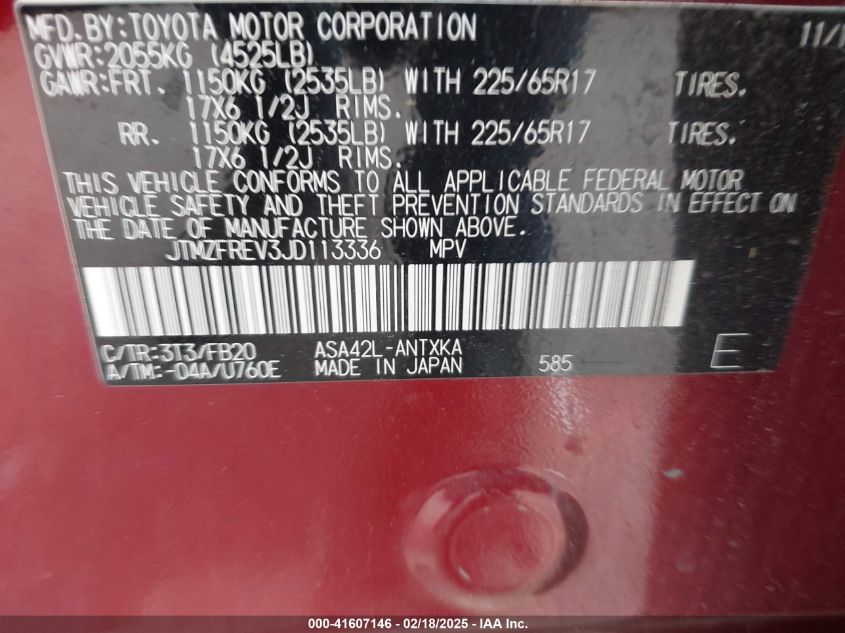 MFD. BY: TOYOTA MOTOR CORPORATION 11/1
GVWR: 2055KG (4525LB)
GAWR: FRT. 1150KG (2535LB) WITH 225/65R17 TIRES.
17X6 1/2J RIMS.
RR. 1150KG (2535LB) WITH 225/65R17 TIRES.
17X6 1/2J RIMS.
THIS VEHICLE CONFORMS TO ALL APPLICABLE FEDERAL MOTOR
VEHICLE SAFETY AND THEFT PREVENTION STANDARDS IN EFFECT ON
THE DATE OF MANUFACTURE SHOWN ABOVE.
JTMZFREV3JD113336 MPV
C/TR: 3T3/FB20 ASA42L-ANTXKA
A/TM: -04A/U760E MADE IN JAPAN 585 E
000-41607146 - 02/18/2025 - IAA Inc.